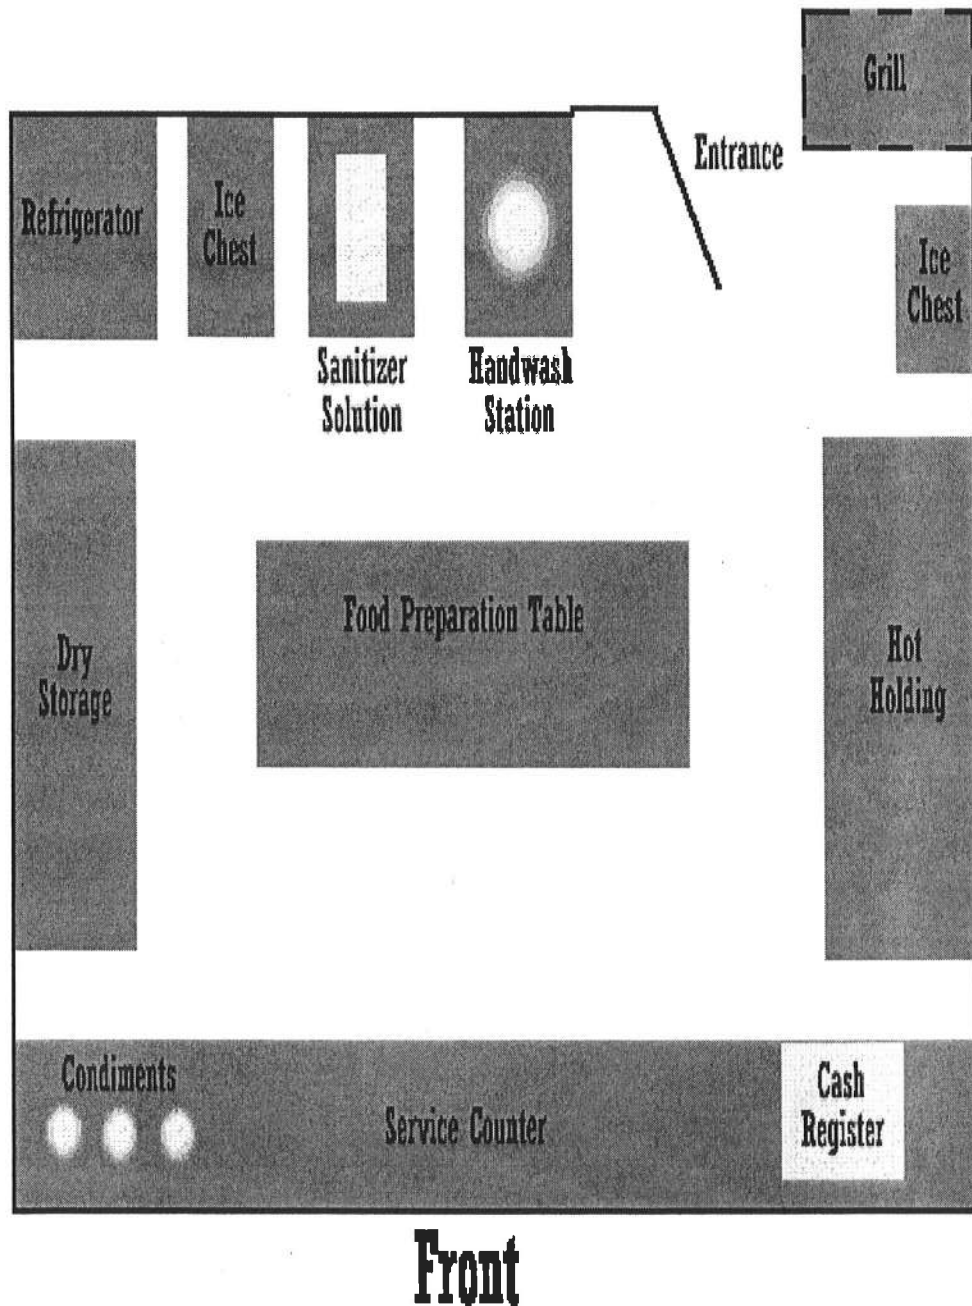 Grill
Entrance
Refrigerator
Ice
Chest
Ice
Chest
Sanitizer
Solution
Handwash
Station
Food Preparation Table
Dry
Storage
Hot
Holding
Condiments
Service Counter
Cash
Register
Front